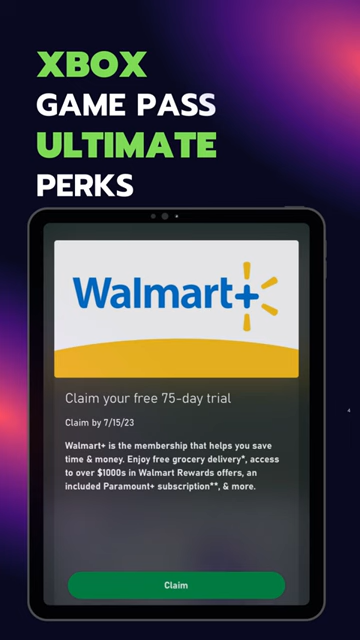 XBOX
GAME PASS
ULTIMATE
PERKS
Walmart+
Claim your free 75-day trial
Claim by 7/15/23
Walmart+ is the membership that helps you save
time & money. Enjoy free grocery delivery*, access
to over $1000s in Walmart Rewards offers, an
included Paramount+ subscription**, & more.
Claim